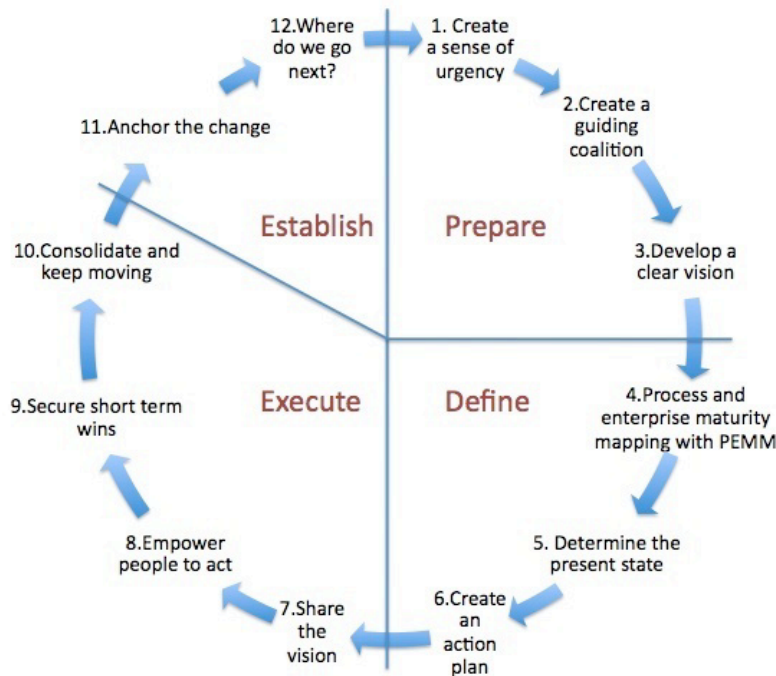 1. Create
a sense of
urgency
2.Create a
guiding
coalition
3.Develop a
clear vision
4.Process and
enterprise maturity
mapping with PEMM
5. Determine the
present state
6.Create
an
action
plan
7.Share
the
vision
8.Empower
people to act
9.Secure short term
wins
10.Consolidate and
keep moving
11.Anchor the change
12.Where
do we go
next?
Establish
Prepare
Execute
Define